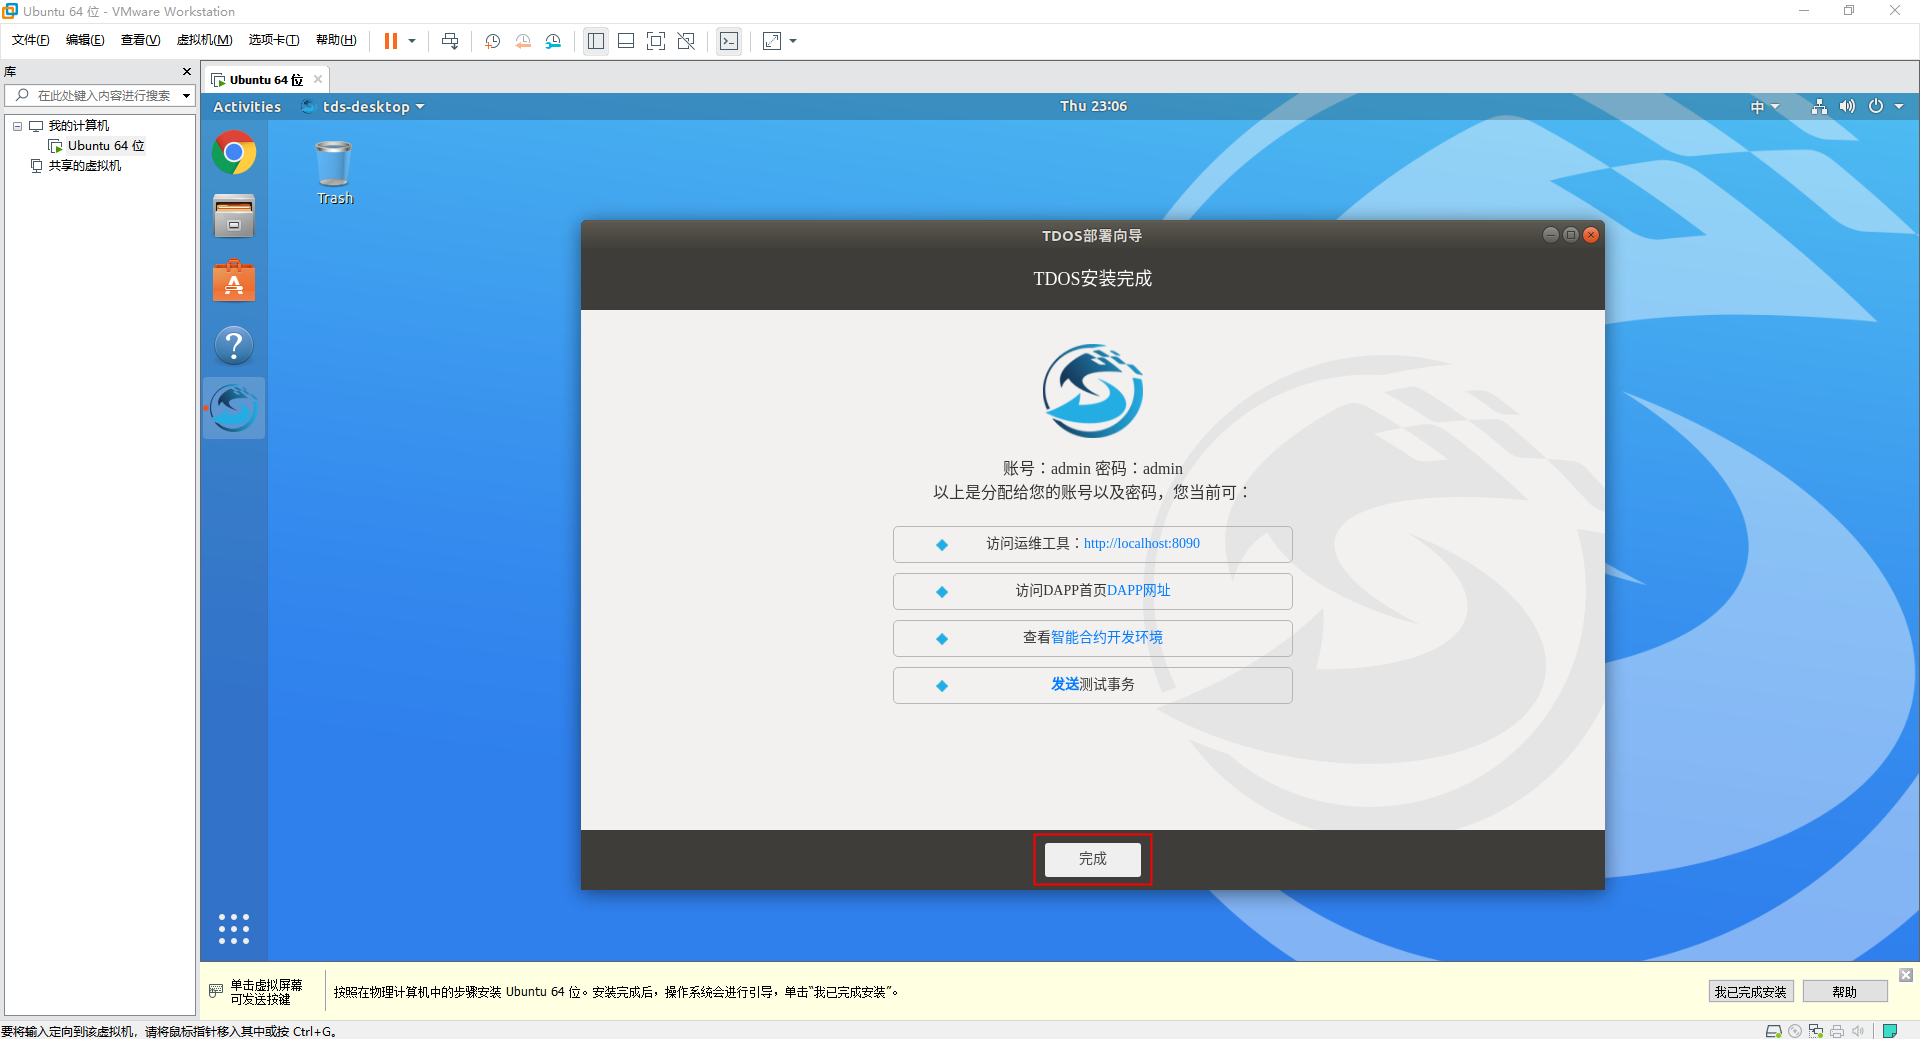 Ubuntu 64 位 - VMware Workstation
文件(F) 编辑(E) 查看(V) 虚拟机(M) 选项卡(T) 帮助(H)
库
在此处键入内容进行搜索
我的计算机
Ubuntu 64 位
共享的虚拟机
Ubuntu 64 位
Activities tds-desktop Thu 23:06 中
Trash
TDOS部署向导
TDOS安装完成
账号：admin 密码：admin
以上是分配给您的账号以及密码，您当前可：
访问运维工具：http://localhost:8090
访问DAPP首页DAPP网址
查看智能合约开发环境
发送测试事务
完成
单击虚拟屏幕
可发送按键
按照在物理计算机中的步骤安装 Ubuntu 64 位。安装完成后，操作系统会进行引导，单击“我已完成安装”。
我已完成安装 帮助
要将输入定向到该虚拟机，请将鼠标指针移入其中或按 Ctrl+G。